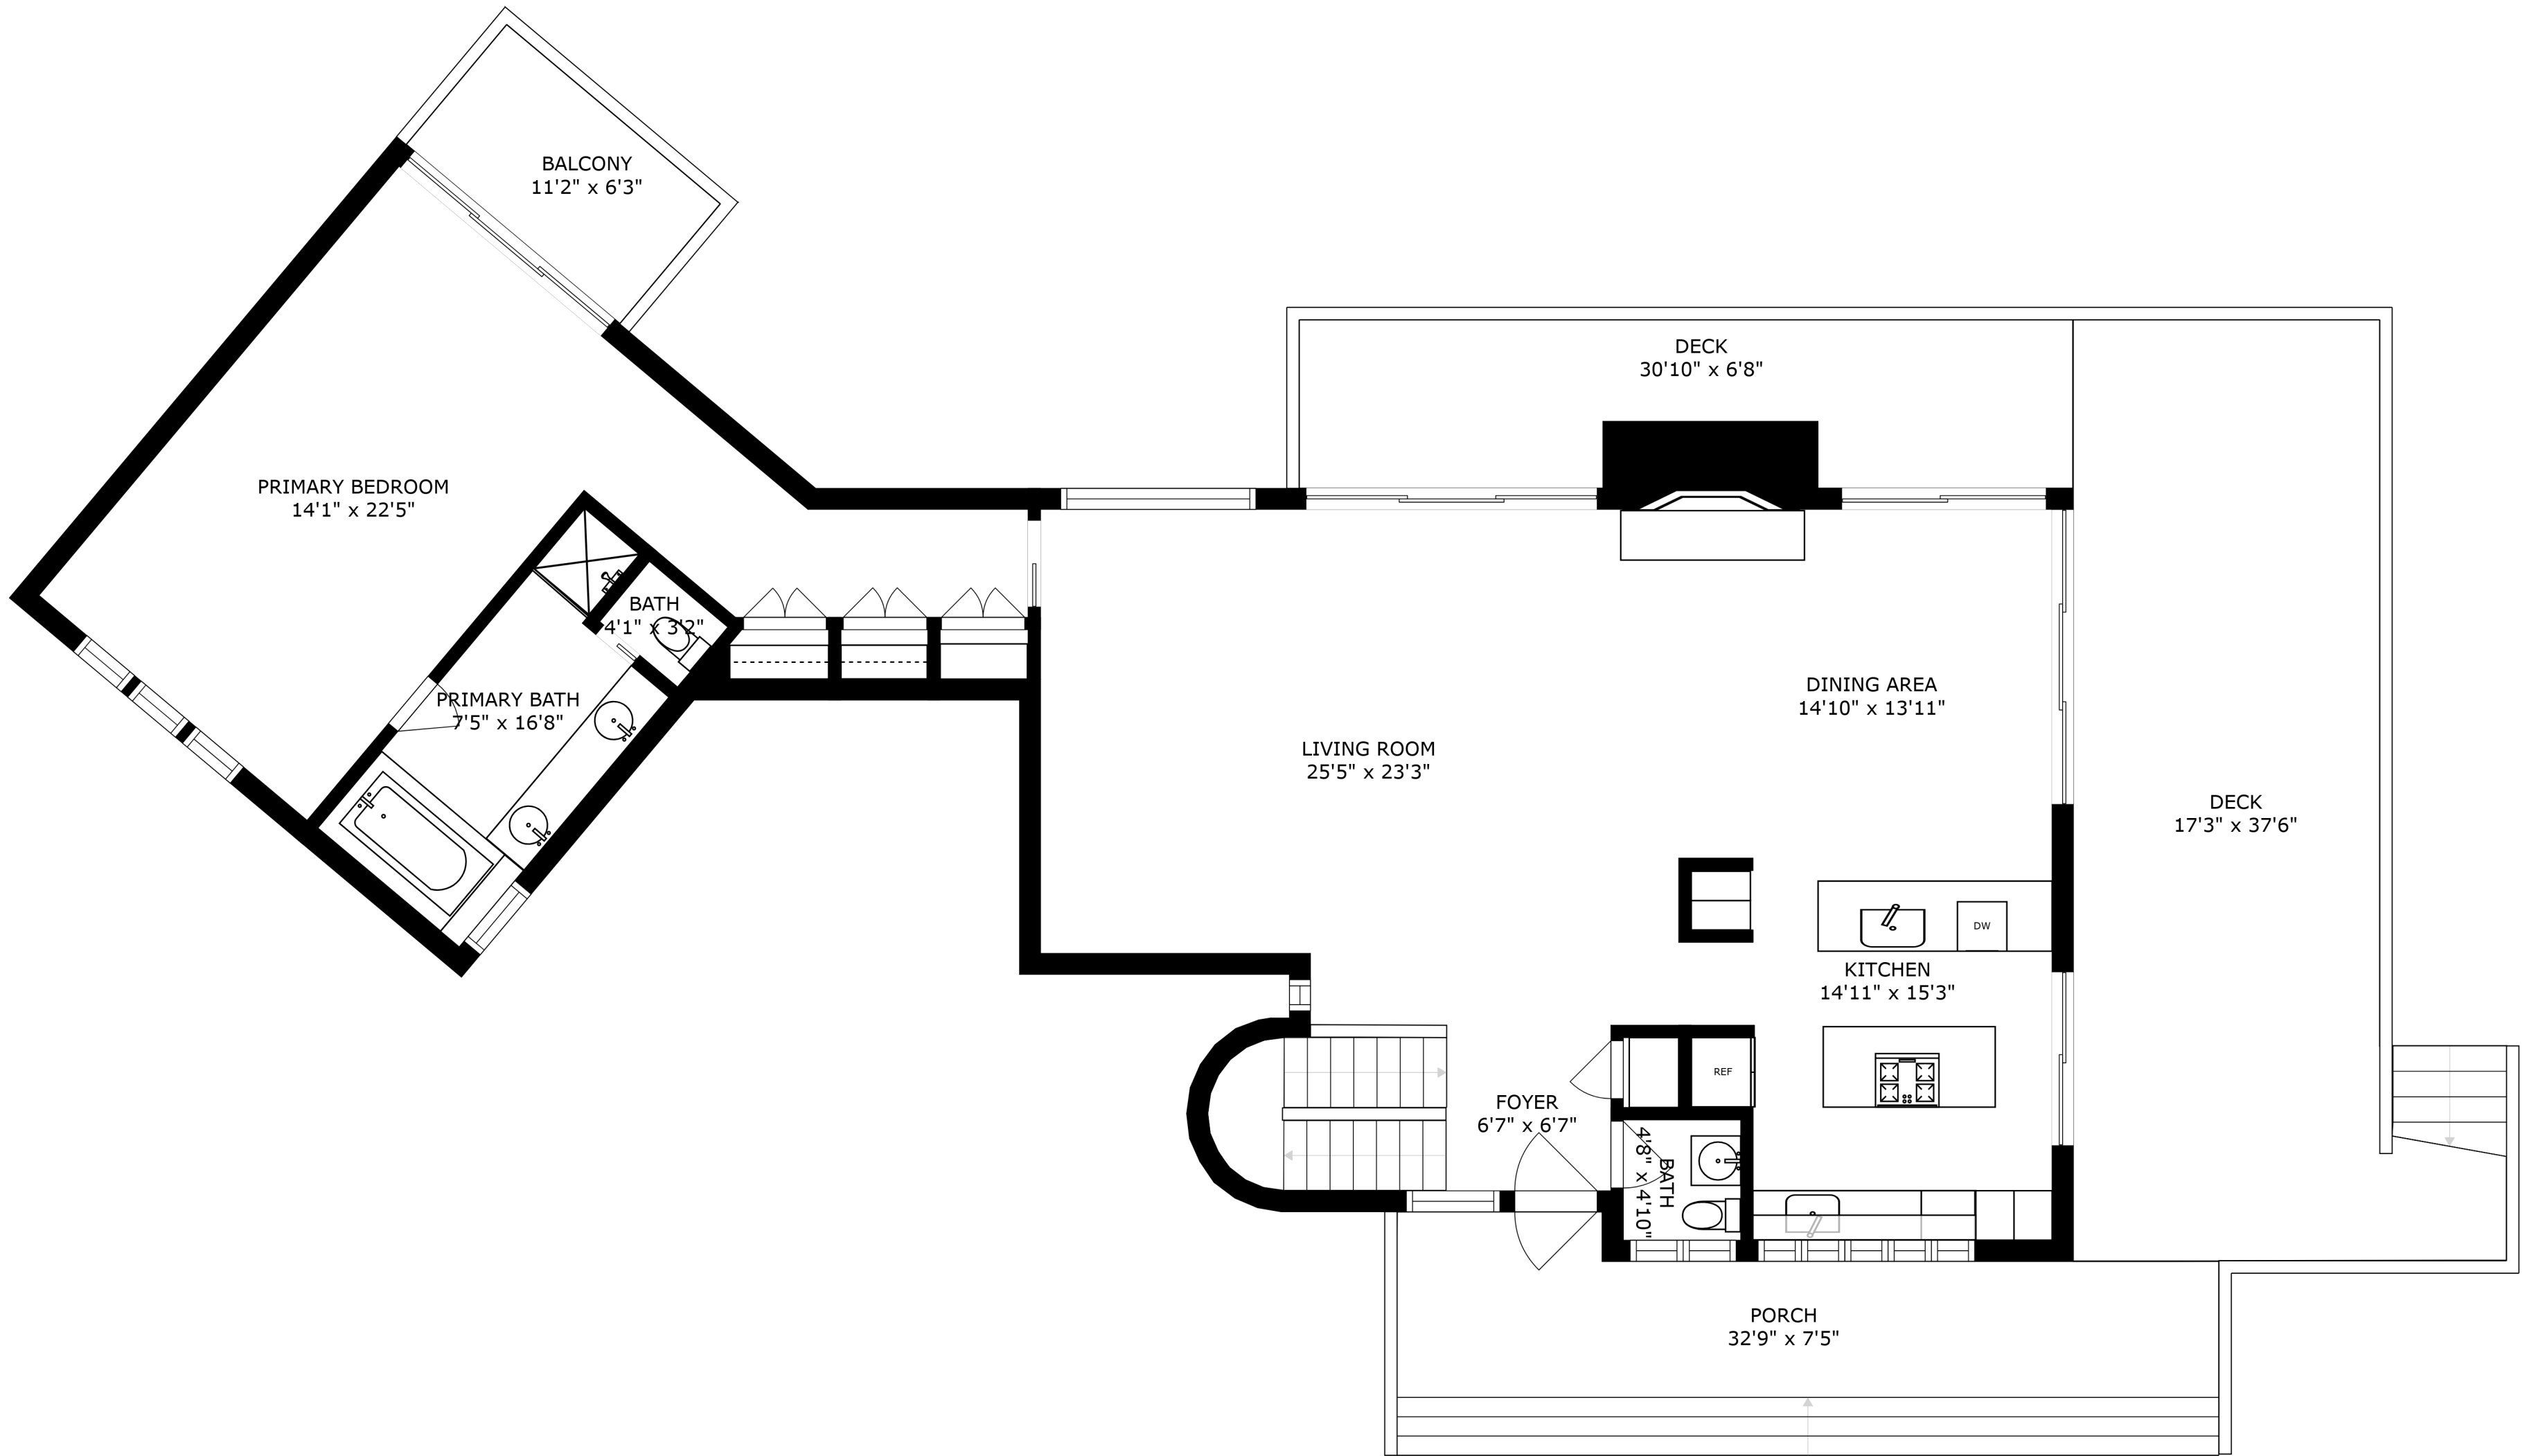 BALCONY
11'2" x 6'3"
DECK
30'10" x 6'8"
PRIMARY BEDROOM
14'1" x 22'5"
BATH
4'1" x 3'2"
PRIMARY BATH
7'5" x 16'8"
DINING AREA
14'10" x 13'11"
LIVING ROOM
25'5" x 23'3"
DECK
17'3" x 37'6"
DW
KITCHEN
14'11" x 15'3"
REF
FOYER
6'7" x 6'7"
BATH
4'8" x 4'10"
PORCH
32'9" x 7'5"